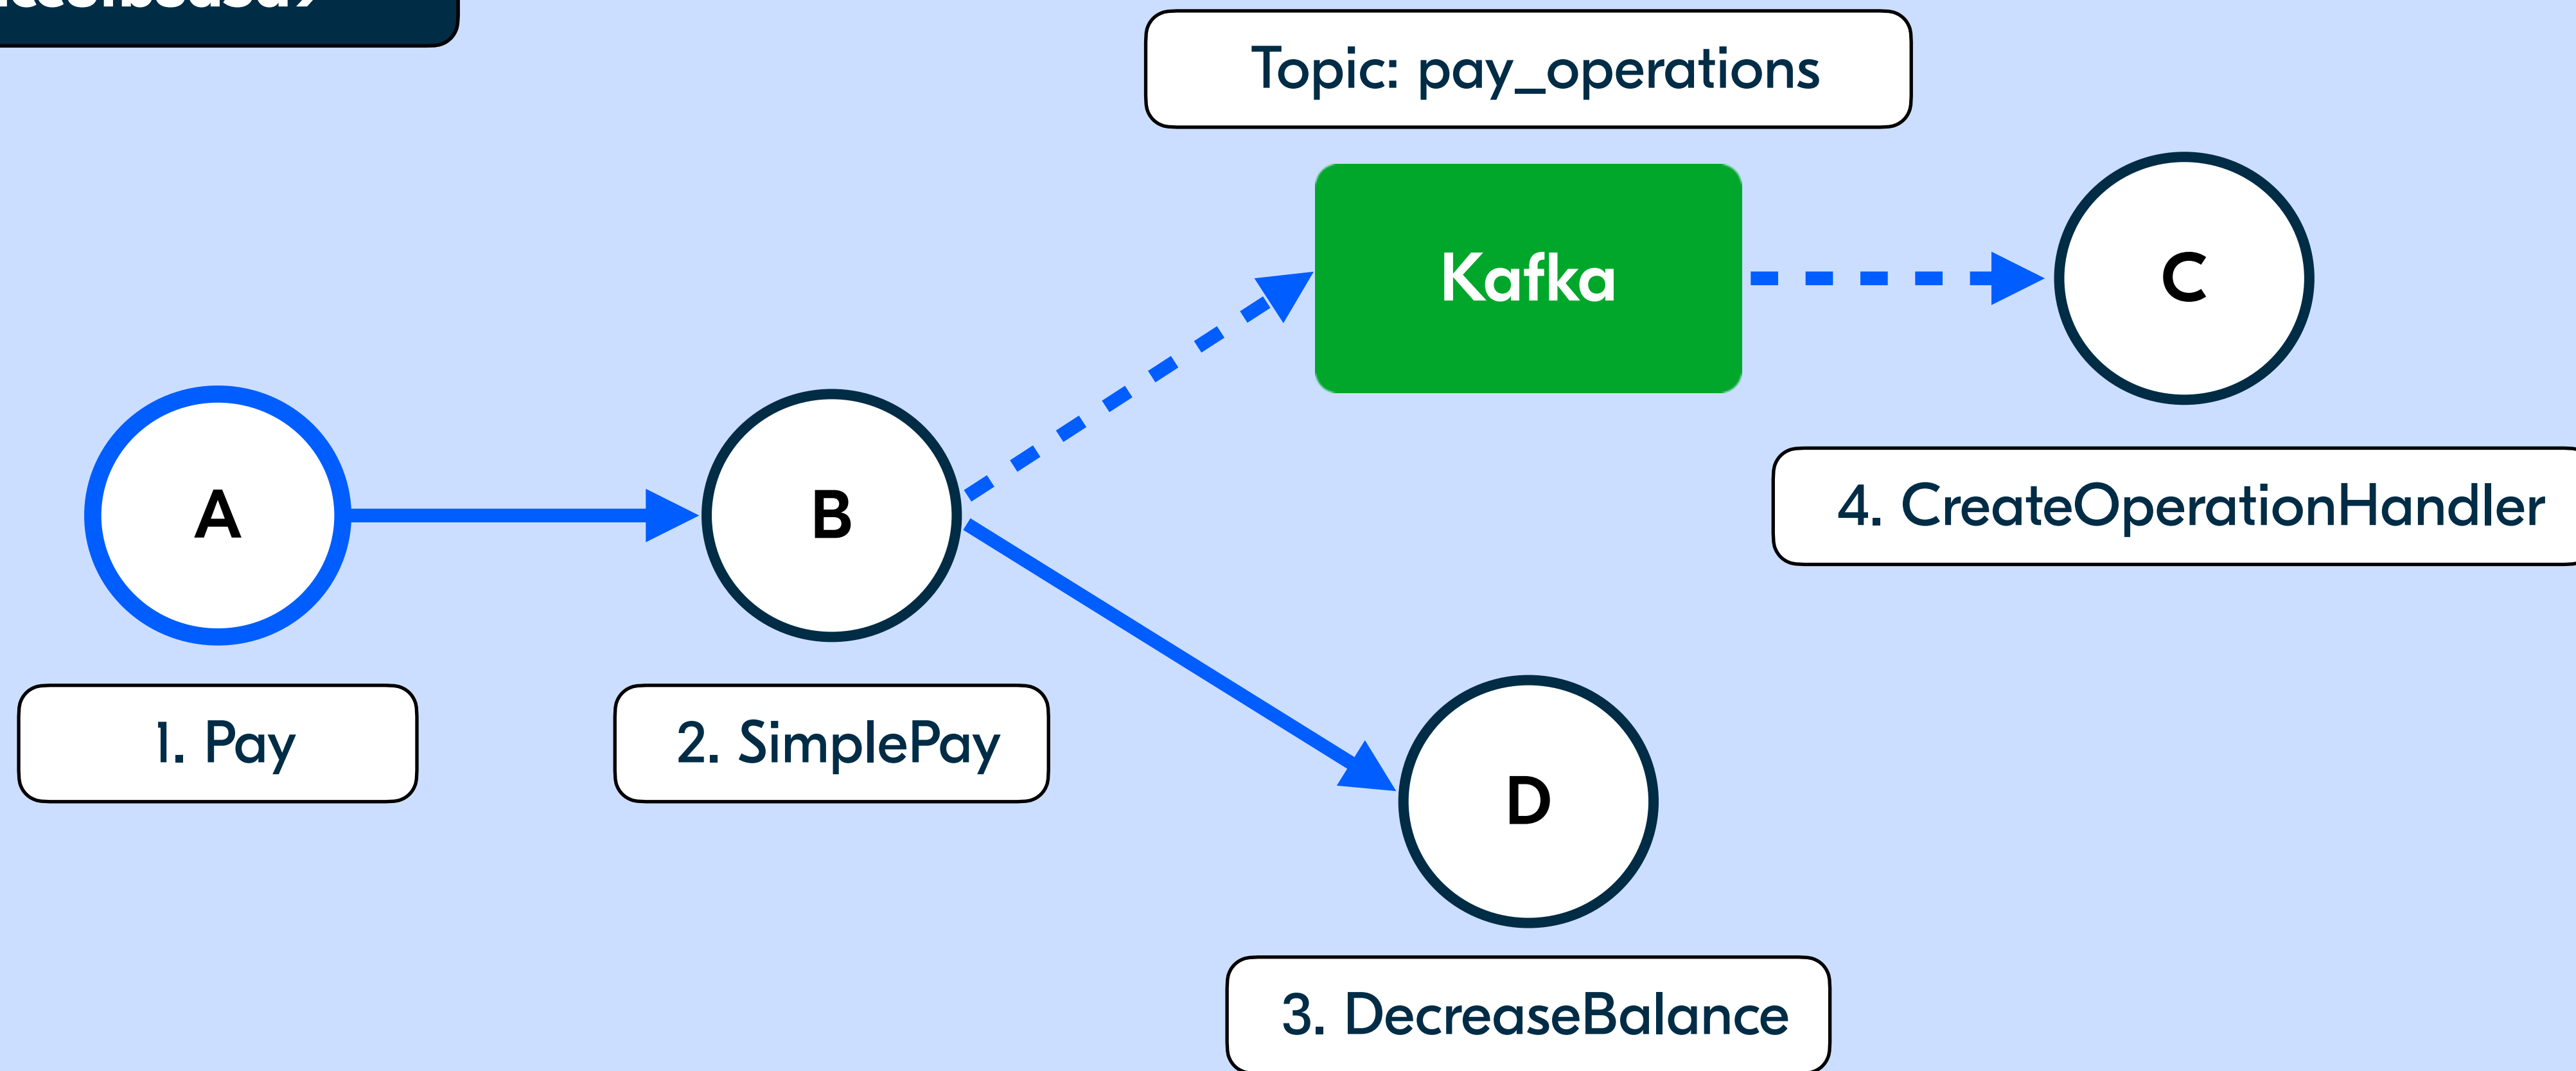 Topic: pay_operations
Kafka
C
A
B
4. CreateOperationHandler
1. Pay
2. SimplePay
D
3. DecreaseBalance